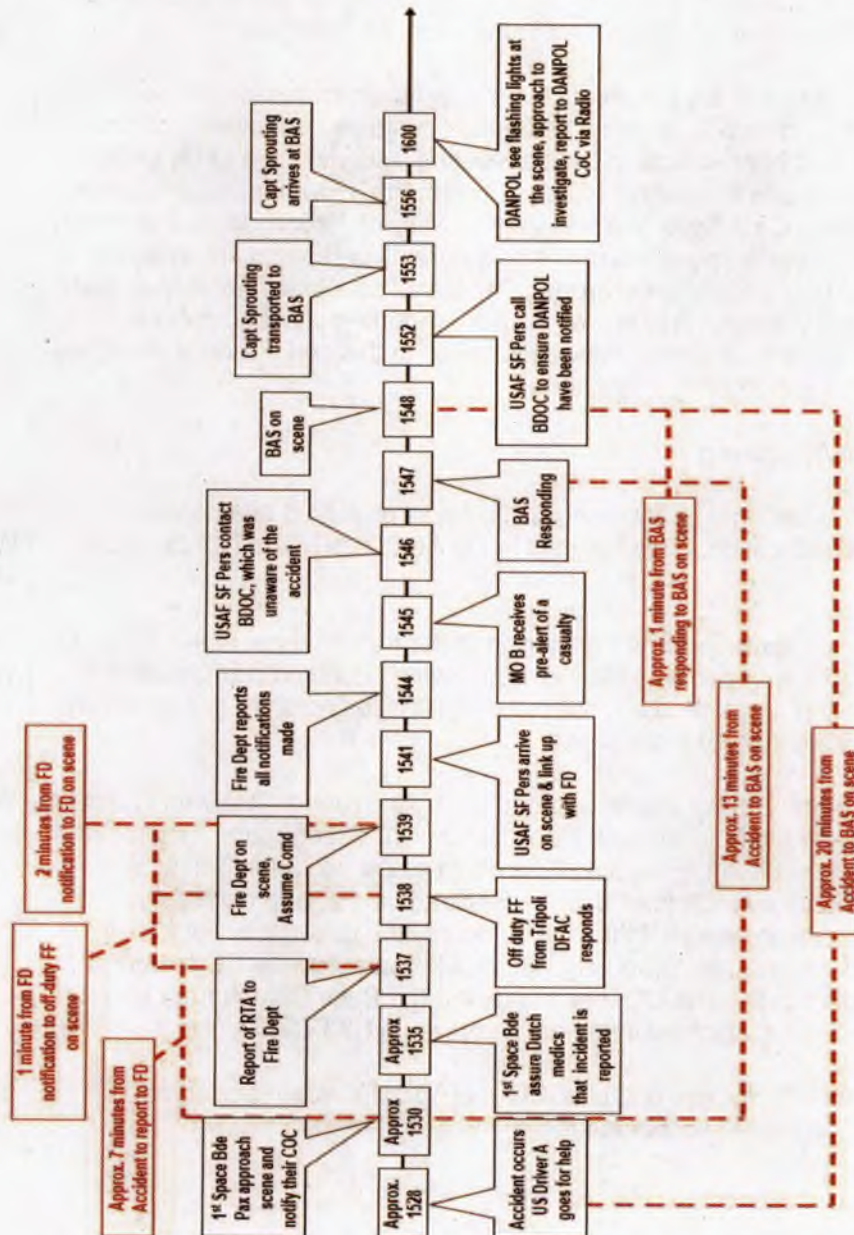 2 minutes from FD
notification to FD on scene
1 minute from FD
notification to off-duty FF
on scene
Approx. 7 minutes from
Accident to report to FD
1st Space Bde
Pax approach
scene and
notify their COC
Report of RTA to
Fire Dept
Fire Dept on
scene,
Assume Comd
Fire Dept reports
all notifications
made
USAF SF Pers contact
BDOC, which was
unaware of the
accident
BAS on
scene
Capt Sprouting
transported to
BAS
Capt Sprouting
arrives at BAS
Approx.
1528
Approx.
1530
Approx
1535
1537
1538
1539
1541
1544
1545
1546
1547
1548
1552
1553
1556
1600
Accident occurs
US Driver A
goes for help
1st Space Bde
assure Dutch
medics
that incident is
reported
Off duty FF
from Tripoli
DFAC
responds
USAF SF Pers arrive
on scene & link up
with FD
MO B receives
pre-alert of a
casualty
BAS
Responding
USAF SF Pers call
BDOC to ensure DANPOL
have been notified
DANPOL see flashing lights at
the scene, approach to
investigate, report to DANPOL
CoC via Radio
Approx. 1 minute from BAS
responding to BAS on scene
Approx. 13 minutes from
Accident to BAS on scene
Approx. 20 minutes from
Accident to BAS on scene